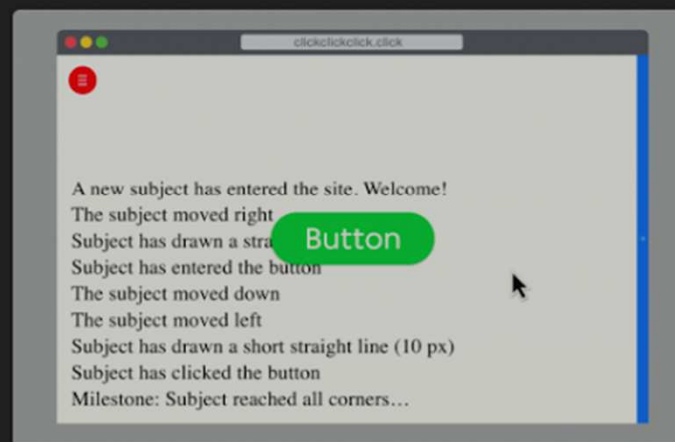 clickclickclick.click
A new subject has entered the site. Welcome!
The subject moved right
Subject has drawn a stra
Button
Subject has entered the button
The subject moved down
The subject moved left
Subject has drawn a short straight line (10 px)
Subject has clicked the button
Milestone: Subject reached all corners…